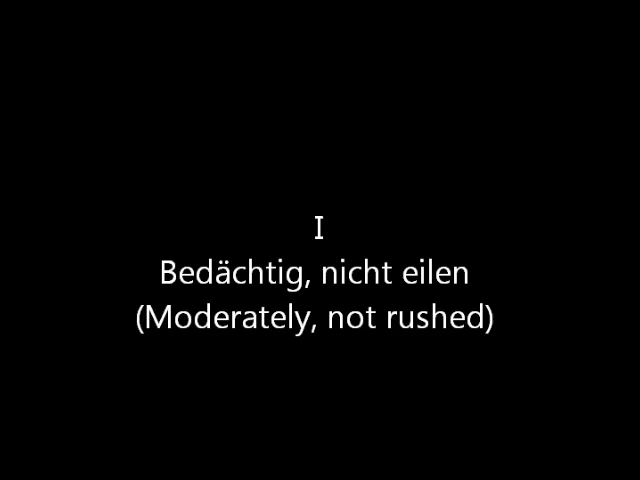 I
Bedächtig, nicht eilen
(Moderately, not rushed)